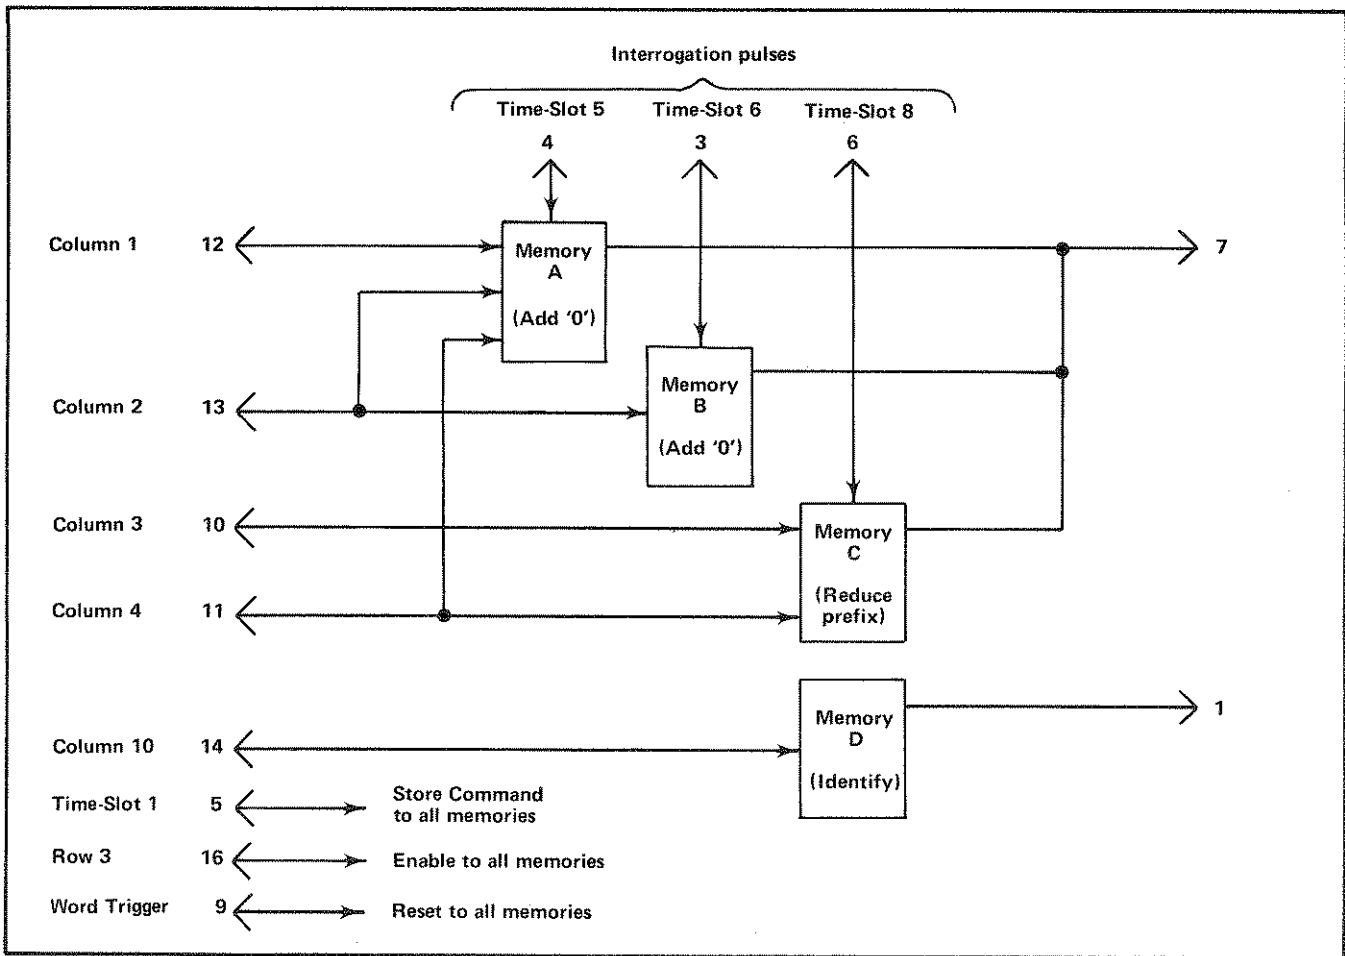 Interrogation pulses
Time-Slot 5 Time-Slot 6 Time-Slot 8
4 3 6
Column 1 12
Memory
A
(Add '0')
7
Column 2 13
Memory
B
(Add '0')
Column 3 10
Memory
C
(Reduce
prefix)
Column 4 11
Memory
D
(Identify)
1
Column 10 14
Time-Slot 1 5 Store Command
to all memories
Row 3 16 Enable to all memories
Word Trigger 9 Reset to all memories